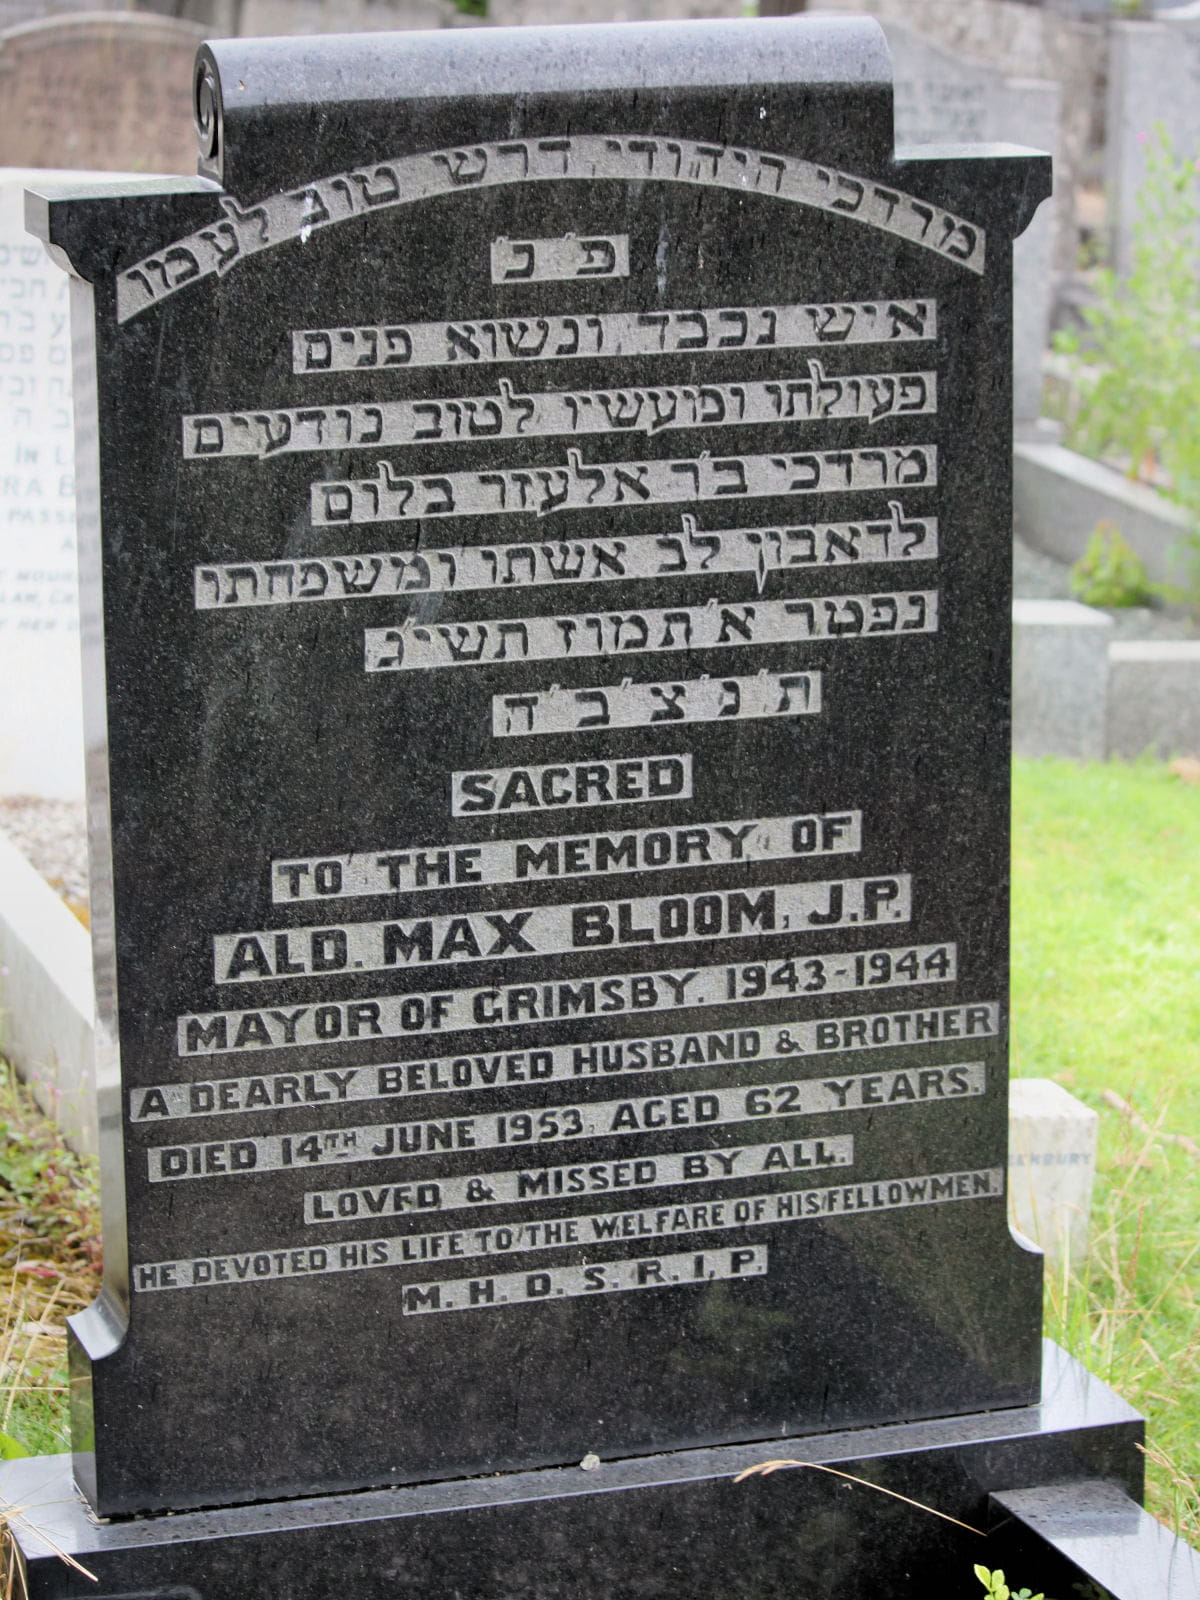 מרדכי היהודי דרש טוב לעמו
פ׳ נ׳
איש נכבד ונשוא פנים
פעולתו ומעשיו לטוב נודעים
מרדכי ב״ר אלעזר בלום
לדאבון לב אשתו ומשפחתו
נפטר א׳ תמוז תשי״ג
ת׳ נ׳ צ׳ ב׳ ה׳
SACRED
TO THE MEMORY OF
ALD. MAX BLOOM, J.P.
MAYOR OF GRIMSBY. 1943-1944
A DEARLY BELOVED HUSBAND & BROTHER
DIED 14TH JUNE 1953, AGED 62 YEARS.
LOVED & MISSED BY ALL.
HE DEVOTED HIS LIFE TO THE WELFARE OF HIS FELLOWMEN.
M. H. D. S. R. I. P.